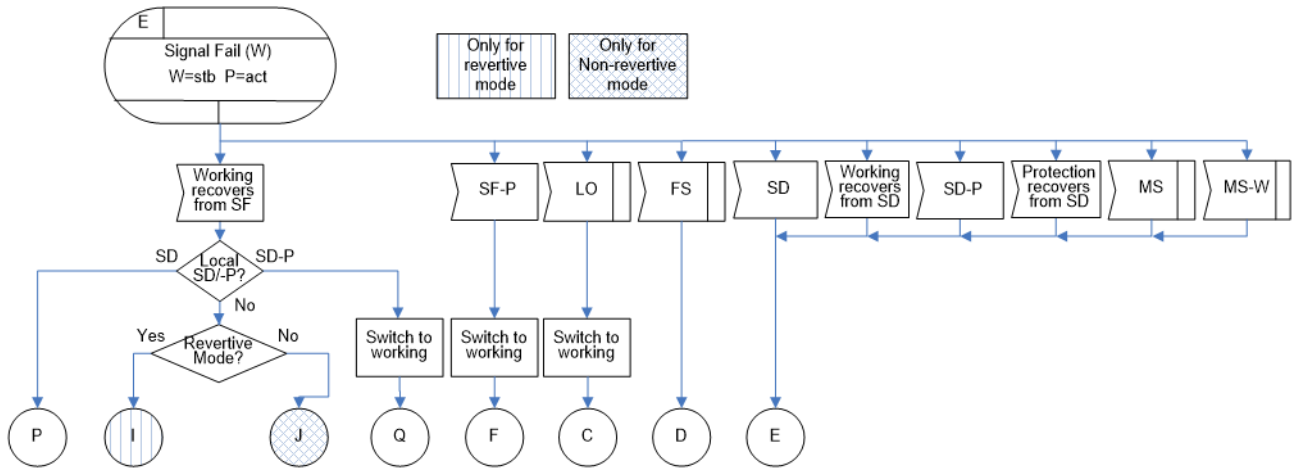 E
Signal Fail (W)
W=stb P=act
Only for
revertive
mode
Only for
Non-revertive
mode
Working
recovers
from SF
SF-P
LO
FS
SD
Working
recovers
from SD
SD-P
Protection
recovers
from SD
MS
MS-W
SD
Local
SD/-P?
SD-P
No
Yes
Revertive
Mode?
No
Switch to
working
Switch to
working
Switch to
working
P
I
J
Q
F
C
D
E